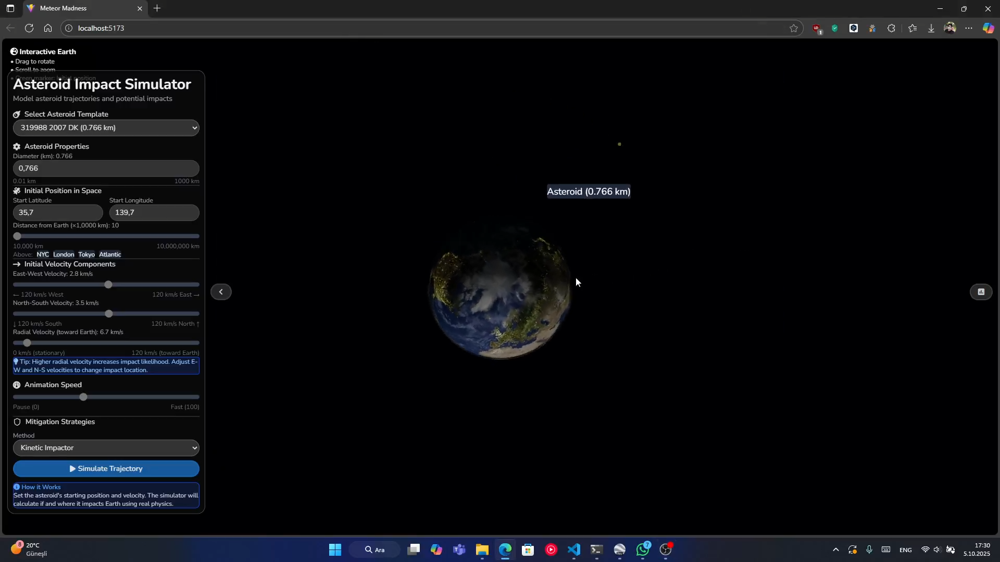 Meteor Madness
localhost:5173
1
Interactive Earth
• Drag to rotate
• Scroll to zoom
• Green marker: Initial position
Asteroid Impact Simulator
Model asteroid trajectories and potential impacts
Select Asteroid Template
319988 2007 DK (0.766 km)
Asteroid Properties
Diameter (km): 0.766
0,766
0.01 km 1000 km
Initial Position in Space
Start Latitude Start Longitude
35,7 139,7
Distance from Earth (×1,0000 km): 10
10,000 km 10,000,000 km
Above: NYC London Tokyo Atlantic
→ Initial Velocity Components
East-West Velocity: 2.8 km/s
← 120 km/s West 120 km/s East →
North-South Velocity: 3.5 km/s
↓ 120 km/s South 120 km/s North ↑
Radial Velocity (toward Earth): 6.7 km/s
0 km/s (stationary) 120 km/s (toward Earth)
Tip: Higher radial velocity increases impact likelihood. Adjust E-
W and N-S velocities to change impact location.
Animation Speed
Pause (0) Fast (100)
Mitigation Strategies
Method
Kinetic Impactor
Simulate Trajectory
How it Works
Set the asteroid's starting position and velocity. The simulator will
calculate if and where it impacts Earth using real physics.
Asteroid (0.766 km)
8
20°C
Güneşli
Ara
7
ENG
17:30
5.10.2025